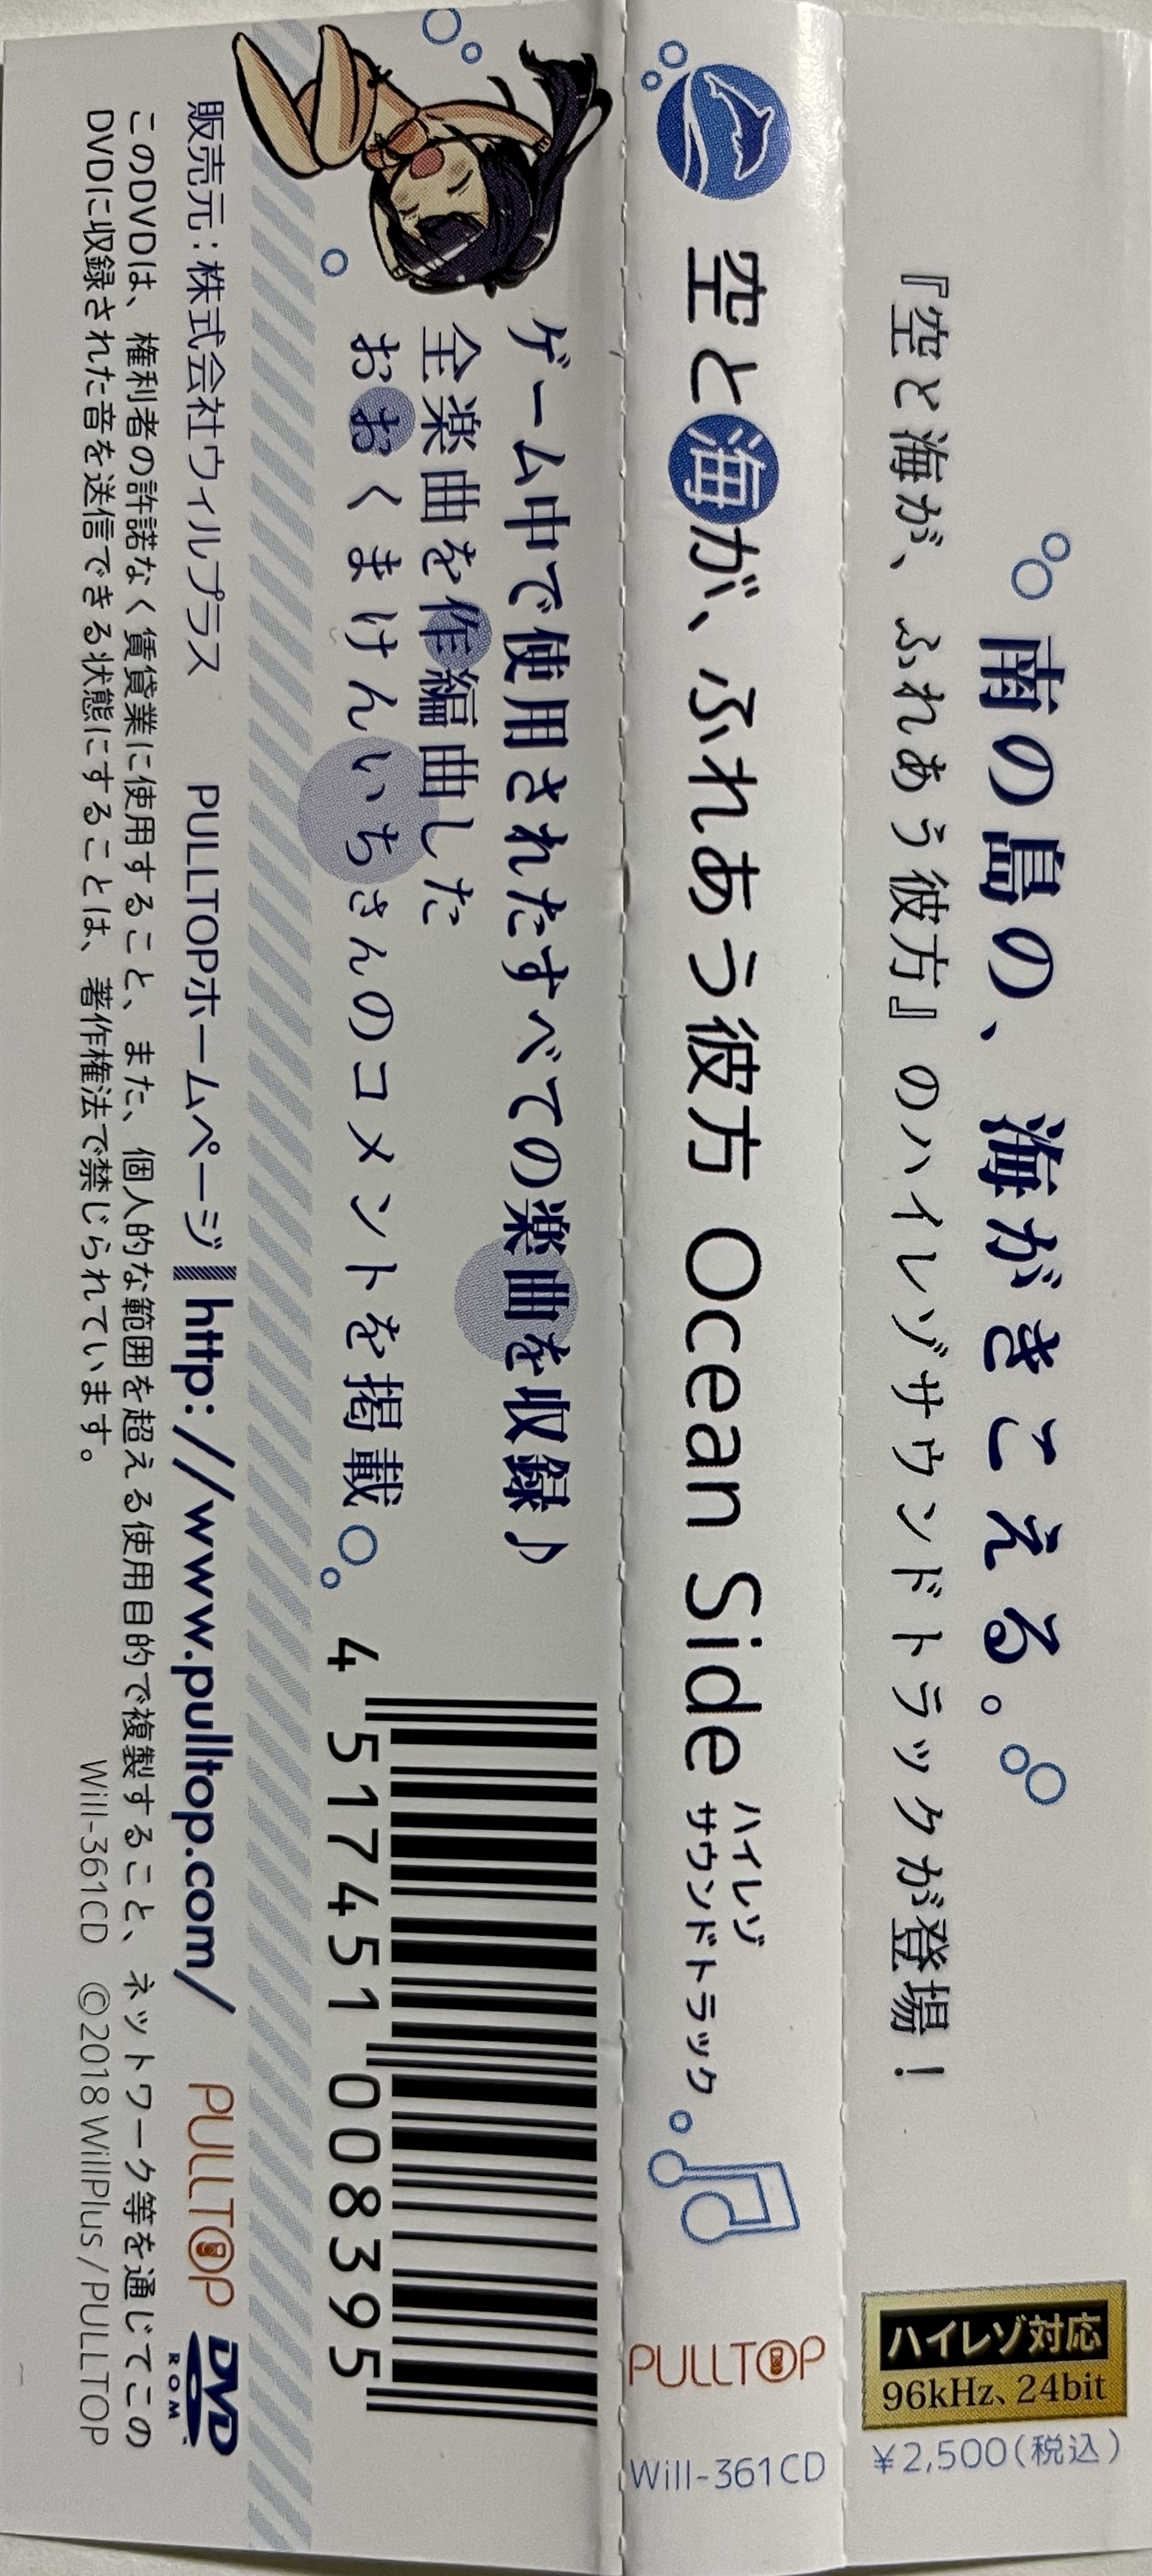 南の島の、海がきこえる。
『空と海が、ふれあう彼方』のハイレゾサウンドトラックが登場！
ハイレゾ対応
96kHz、24bit
¥2,500（税込）
空と海が、ふれあう彼方 Ocean Side
ハイレゾ
サウンドトラック
PULLTOP
Will-361CD
ゲーム中で使用されたすべての楽曲を収録♪
全楽曲を作編曲した
おおくまけんいちさんのコメントを掲載
4 517451 008395
販売元：株式会社ウィルプラス PULLTOPホームページ http://www.pulltop.com/ PULLTOP DVD ROM
このDVDは、権利者の許諾なく賃貸業に使用すること、また、個人的な範囲を超える使用目的で複製すること、ネットワーク等を通じてこの
DVDに収録された音を送信できる状態にすることは、著作権法で禁じられています。
Will-361CD ©2018 WillPlus/PULLTOP